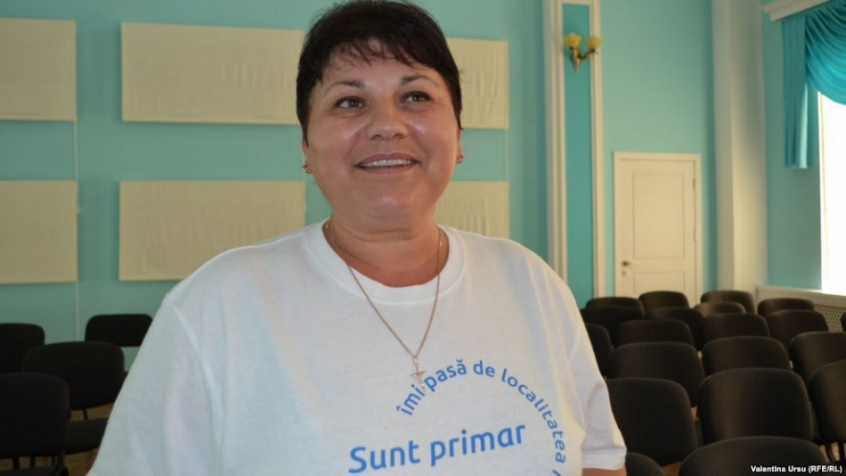 îmi pasă de localitatea
Sunt primar
Valentina Ursu (RFE/RL)